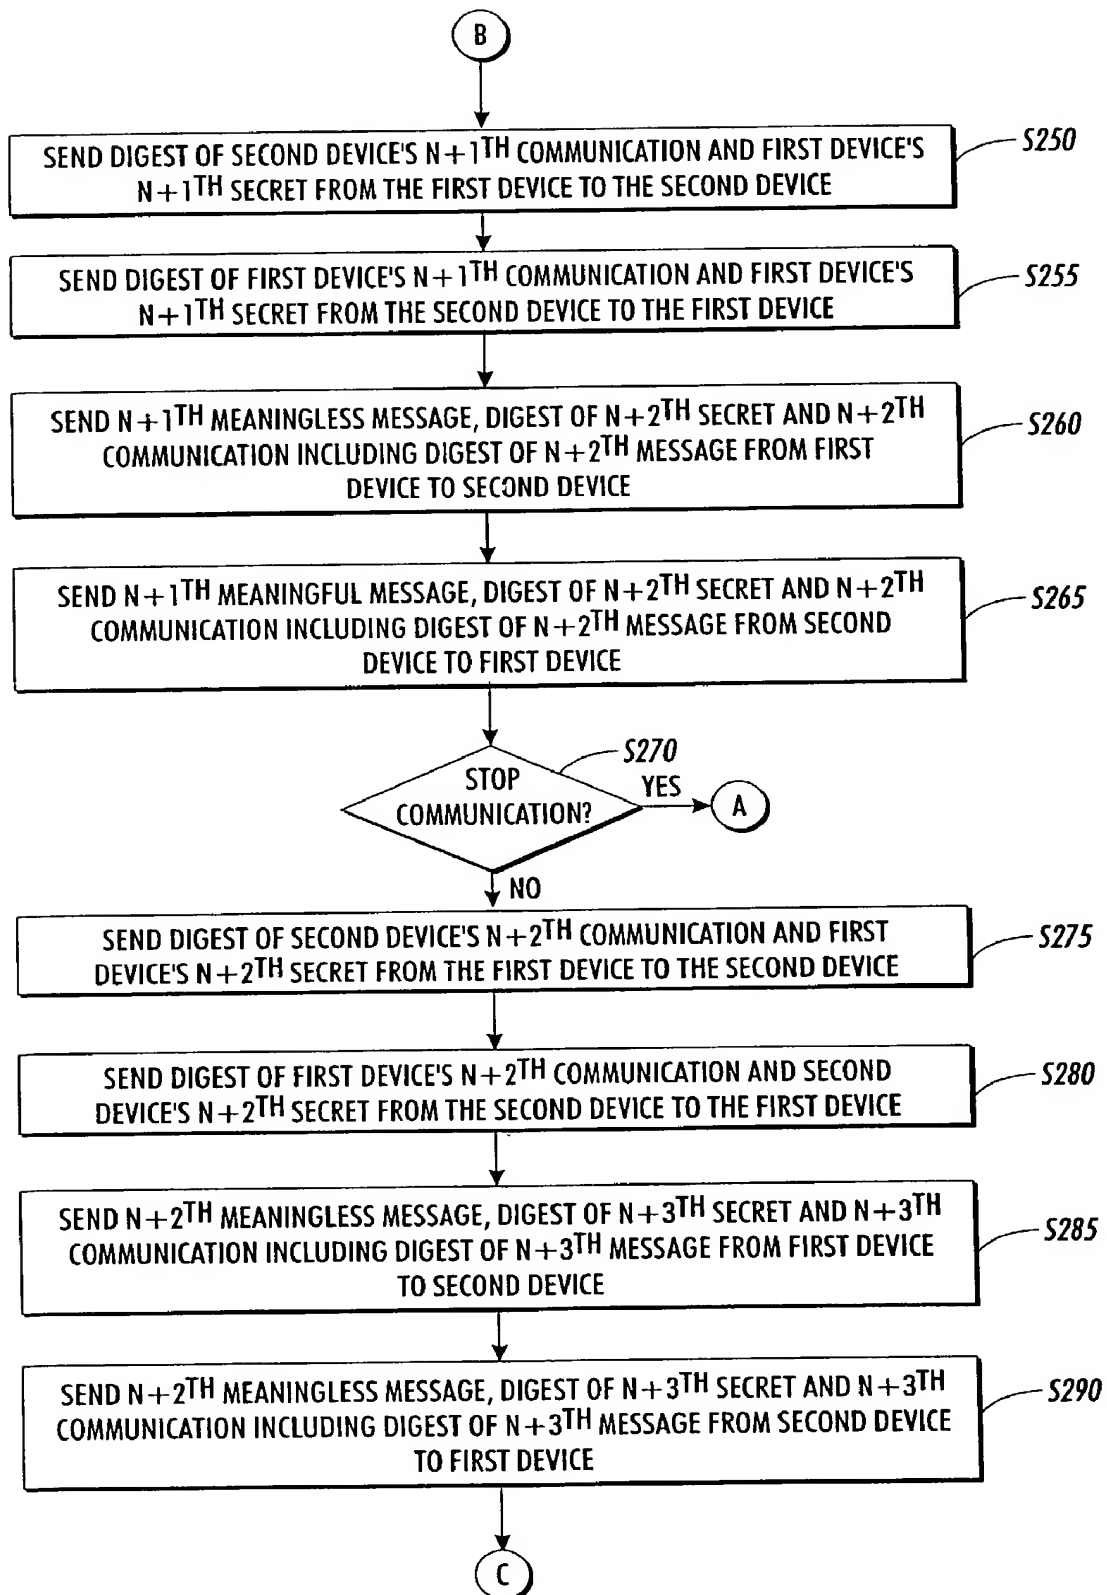 B
SEND DIGEST OF SECOND DEVICE'S N+1TH COMMUNICATION AND FIRST DEVICE'S
N+1TH SECRET FROM THE FIRST DEVICE TO THE SECOND DEVICE
S250
SEND DIGEST OF FIRST DEVICE'S N+1TH COMMUNICATION AND FIRST DEVICE'S
N+1TH SECRET FROM THE SECOND DEVICE TO THE FIRST DEVICE
S255
SEND N+1TH MEANINGLESS MESSAGE, DIGEST OF N+2TH SECRET AND N+2TH
COMMUNICATION INCLUDING DIGEST OF N+2TH MESSAGE FROM FIRST
DEVICE TO SECOND DEVICE
S260
SEND N+1TH MEANINGFUL MESSAGE, DIGEST OF N+2TH SECRET AND N+2TH
COMMUNICATION INCLUDING DIGEST OF N+2TH MESSAGE FROM SECOND
DEVICE TO FIRST DEVICE
S265
STOP
COMMUNICATION?
S270
YES
A
NO
SEND DIGEST OF SECOND DEVICE'S N+2TH COMMUNICATION AND FIRST
DEVICE'S N+2TH SECRET FROM THE FIRST DEVICE TO THE SECOND DEVICE
S275
SEND DIGEST OF FIRST DEVICE'S N+2TH COMMUNICATION AND SECOND
DEVICE'S N+2TH SECRET FROM THE SECOND DEVICE TO THE FIRST DEVICE
S280
SEND N+2TH MEANINGLESS MESSAGE, DIGEST OF N+3TH SECRET AND N+3TH
COMMUNICATION INCLUDING DIGEST OF N+3TH MESSAGE FROM FIRST DEVICE
TO SECOND DEVICE
S285
SEND N+2TH MEANINGLESS MESSAGE, DIGEST OF N+3TH SECRET AND N+3TH
COMMUNICATION INCLUDING DIGEST OF N+3TH MESSAGE FROM SECOND DEVICE
TO FIRST DEVICE
S290
C